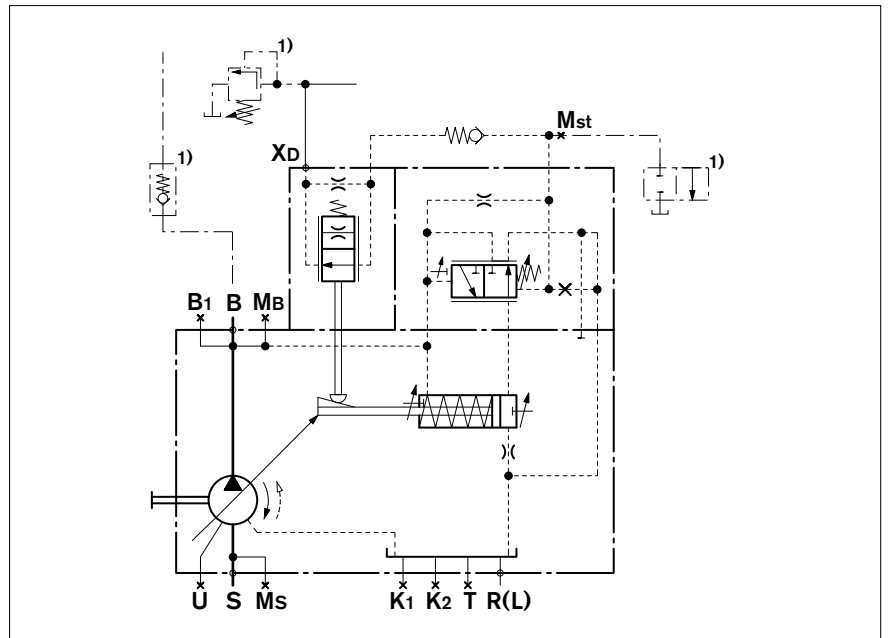 1)
1)
XD
Mst
1)
B1 B MB
U S MS
K1 K2 T R(L)